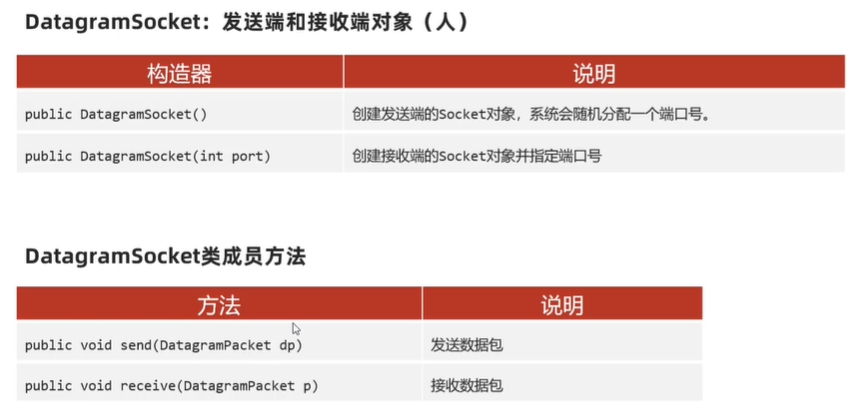 DatagramSocket：发送端和接收端对象（人）
构造器 说明
public DatagramSocket() 创建发送端的Socket对象，系统会随机分配一个端口号。
public DatagramSocket(int port) 创建接收端的Socket对象并指定端口号
DatagramSocket类成员方法
方法 说明
public void send(DatagramPacket dp) 发送数据包
public void receive(DatagramPacket p) 接收数据包